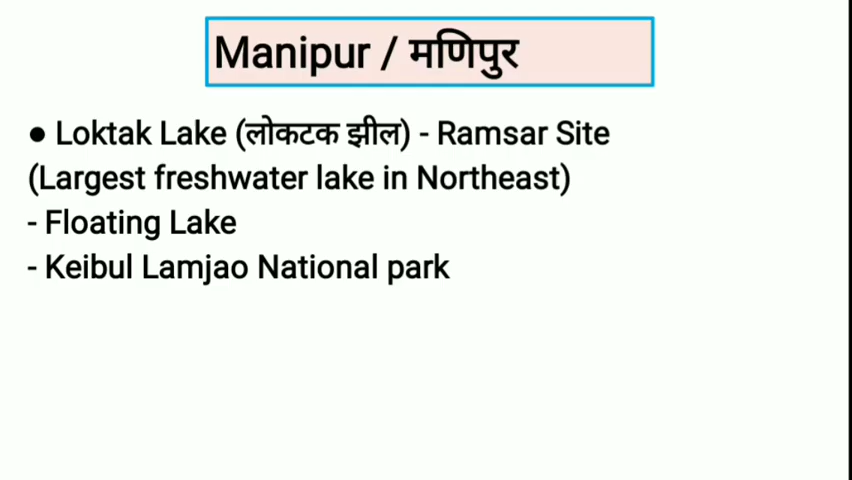 Manipur / मणिपुर
● Loktak Lake (लोकटक झील) - Ramsar Site
(Largest freshwater lake in Northeast)
- Floating Lake
- Keibul Lamjao National park